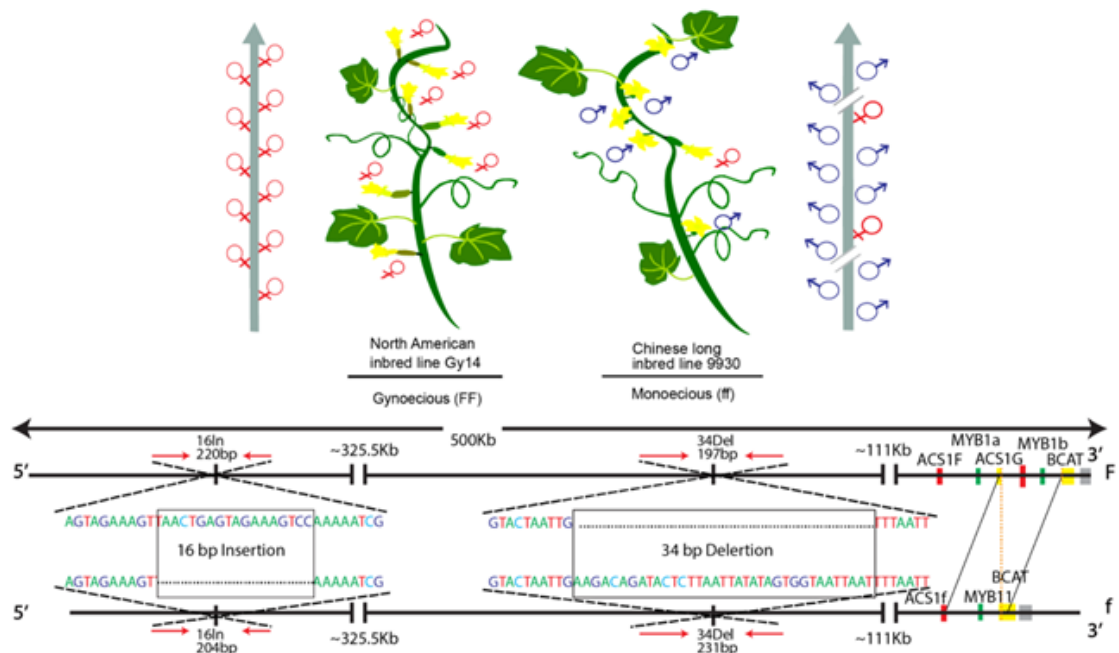 North American
inbred line Gy14
Gynoecious (FF)
Chinese long
inbred line 9930
Monoecious (ff)
500Kb
5’
16In
220bp
~325.5Kb
34Del
197bp
~111Kb
ACS1F
MYB1a
ACS1G
MYB1b
BCAT
3’
F
AGTAGAAAGTTAACTGAGTAGAAAGTCCAAAAATCG
16 bp Insertion
AGTAGAAAGTT AAAAATCG
GTACTAATTG TTTAATT
34 bp Delertion
GTACTAATTGAAGACAGATACTCTTAATTATATAGTGGTAATTAATTTTAATT
5’
16In
204bp
~325.5Kb
34Del
231bp
~111Kb
ACS1f
MYB11
BCAT
f